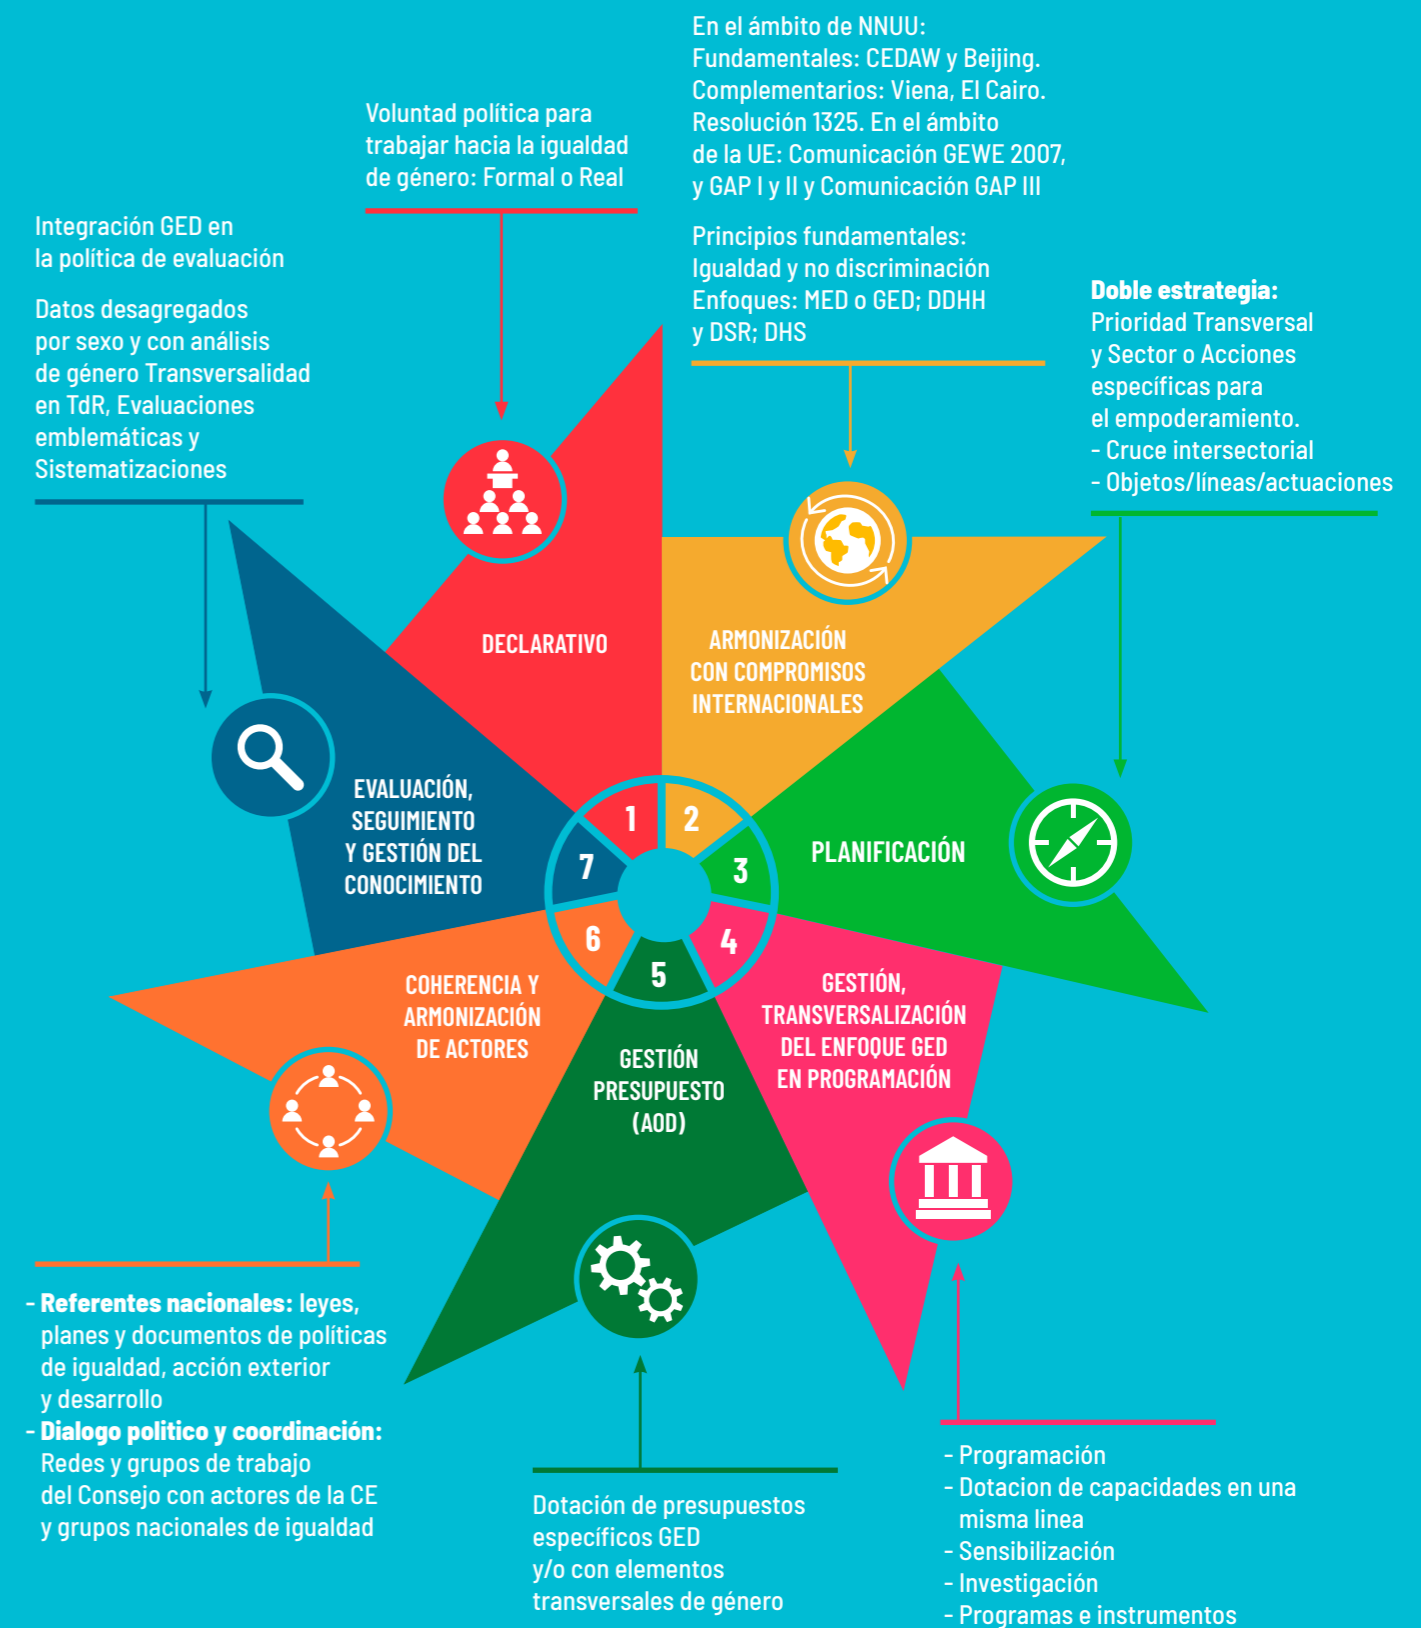 En el ámbito de NNUU:
Fundamentales: CEDAW y Beijing.
Complementarios: Viena, El Cairo.
Resolución 1325. En el ámbito
de la UE: Comunicación GEWE 2007,
y GAP I y II y Comunicación GAP III
Principios fundamentales:
Igualdad y no discriminación
Enfoques: MED o GED; DDHH
y DSR; DHS
Voluntad política para
trabajar hacia la igualdad
de género: Formal o Real
Integración GED en
la política de evaluación
Datos desagregados
por sexo y con análisis
de género Transversalidad
en TdR, Evaluaciones
emblemáticas y
Sistematizaciones
Doble estrategia:
Prioridad Transversal
y Sector o Acciones
específicas para
el empoderamiento.
- Cruce intersectorial
- Objetos/líneas/actuaciones
DECLARATIVO
ARMONIZACIÓN
CON COMPROMISOS
INTERNACIONALES
EVALUACIÓN,
SEGUIMIENTO
Y GESTIÓN DEL
CONOCIMIENTO
PLANIFICACIÓN
1
2
3
4
5
6
7
COHERENCIA Y
ARMONIZACIÓN
DE ACTORES
GESTIÓN
PRESUPUESTO
(AOD)
GESTIÓN,
TRANSVERSALIZACIÓN
DEL ENFOQUE GED
EN PROGRAMACIÓN
- Referentes nacionales: leyes,
planes y documentos de políticas
de igualdad, acción exterior
y desarrollo
- Dialogo politico y coordinación:
Redes y grupos de trabajo
del Consejo con actores de la CE
y grupos nacionales de igualdad
Dotación de presupuestos
específicos GED
y/o con elementos
transversales de género
- Programación
- Dotacion de capacidades en una
misma linea
- Sensibilización
- Investigación
- Programas e instrumentos